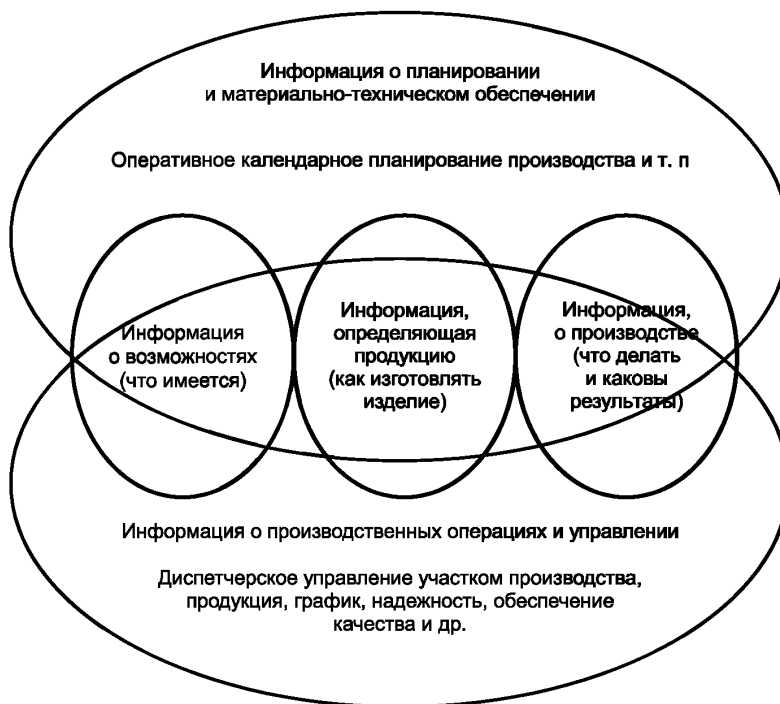 Информация о планировании
и материально-техническом обеспечении
Оперативное календарное планирование производства и т. п
Информация
о возможностях
(что имеется)
Информация,
определяющая
продукцию
(как изготовлять
изделие)
Информация,
о производстве
(что делать
и каковы
результаты)
Информация о производственных операциях и управлении
Диспетчерское управление участком производства,
продукция, график, надежность, обеспечение
качества и др.